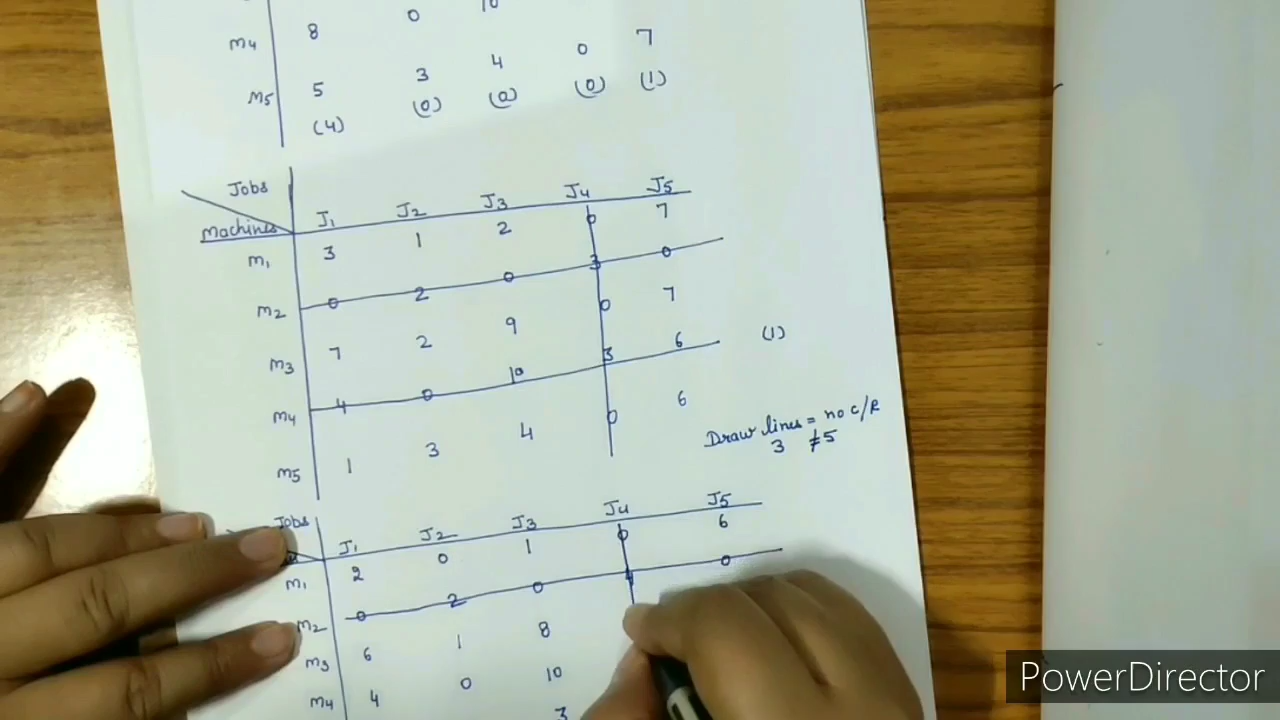 M4 8 0 10
M5 5 3 4 0 7
(4) (0) (0) (0) (1)
Jobs
Machines J1 J2 J3 J4 J5
M1 3 1 2 0 7
M2 0 2 0 3 0
M3 7 2 9 0 7
M4 4 0 10 3 6 (1)
M5 1 3 4 0 6
Draw lines = no C/R
3 ≠5
Jobs J1 J2 J3 J4 J5
M1 2 0 1 0 6
M2 0 2 0 4 0
M3 6 1 8
M4 4 0 10
3
PowerDirector